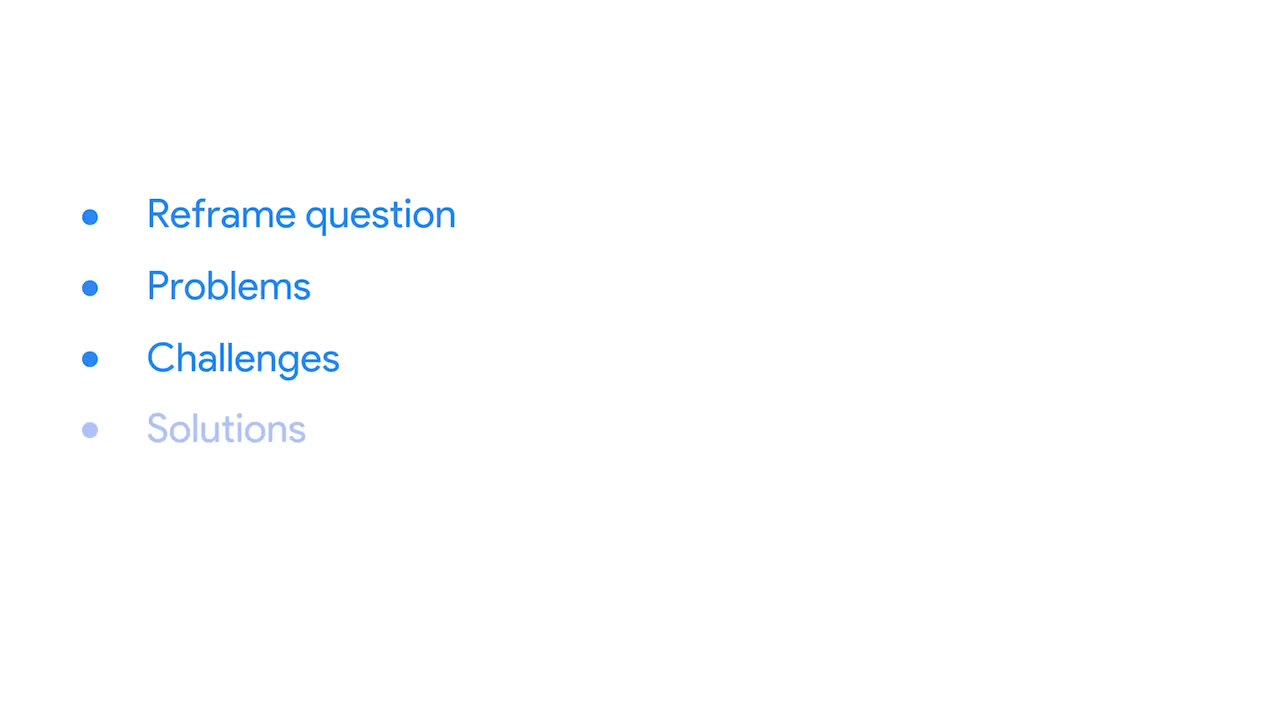 • Reframe question
• Problems
• Challenges
• Solutions